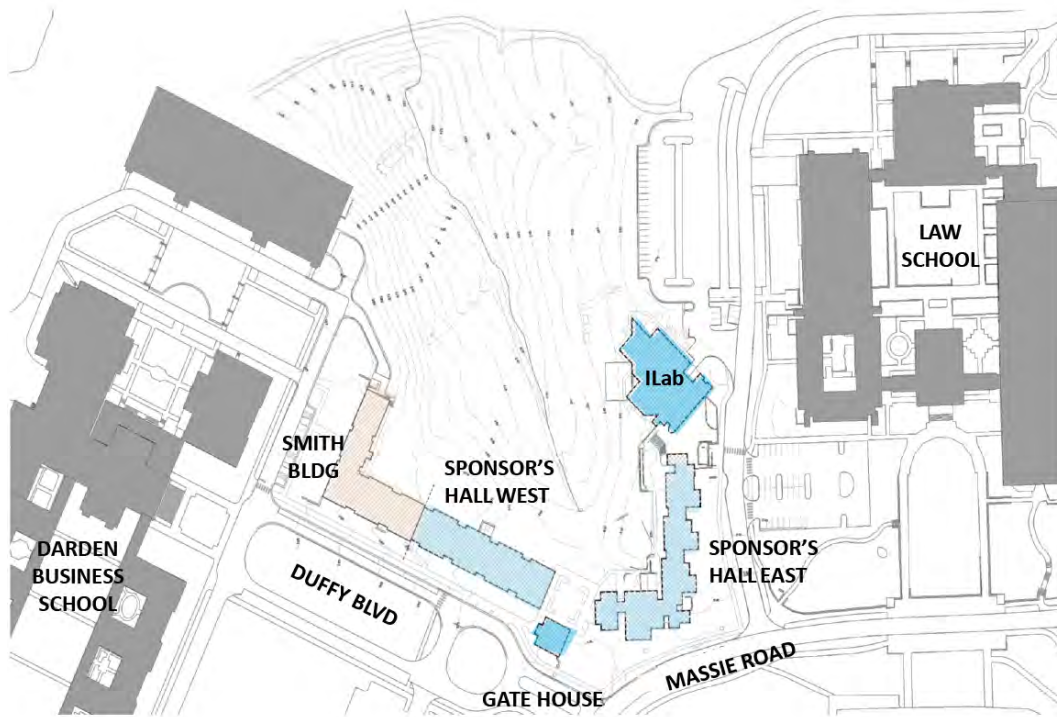 LAW
SCHOOL
ILab
SMITH
BLDG
SPONSOR'S
HALL WEST
DARDEN
BUSINESS
SCHOOL
DUFFY BLVD
SPONSOR'S
HALL EAST
MASSIE ROAD
GATE HOUSE